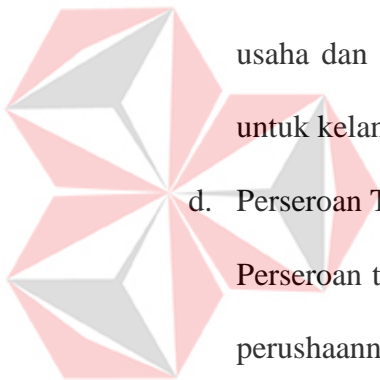 usaha dan
untuk kelan
d. Perseroan T
Perseroan t
perushaann